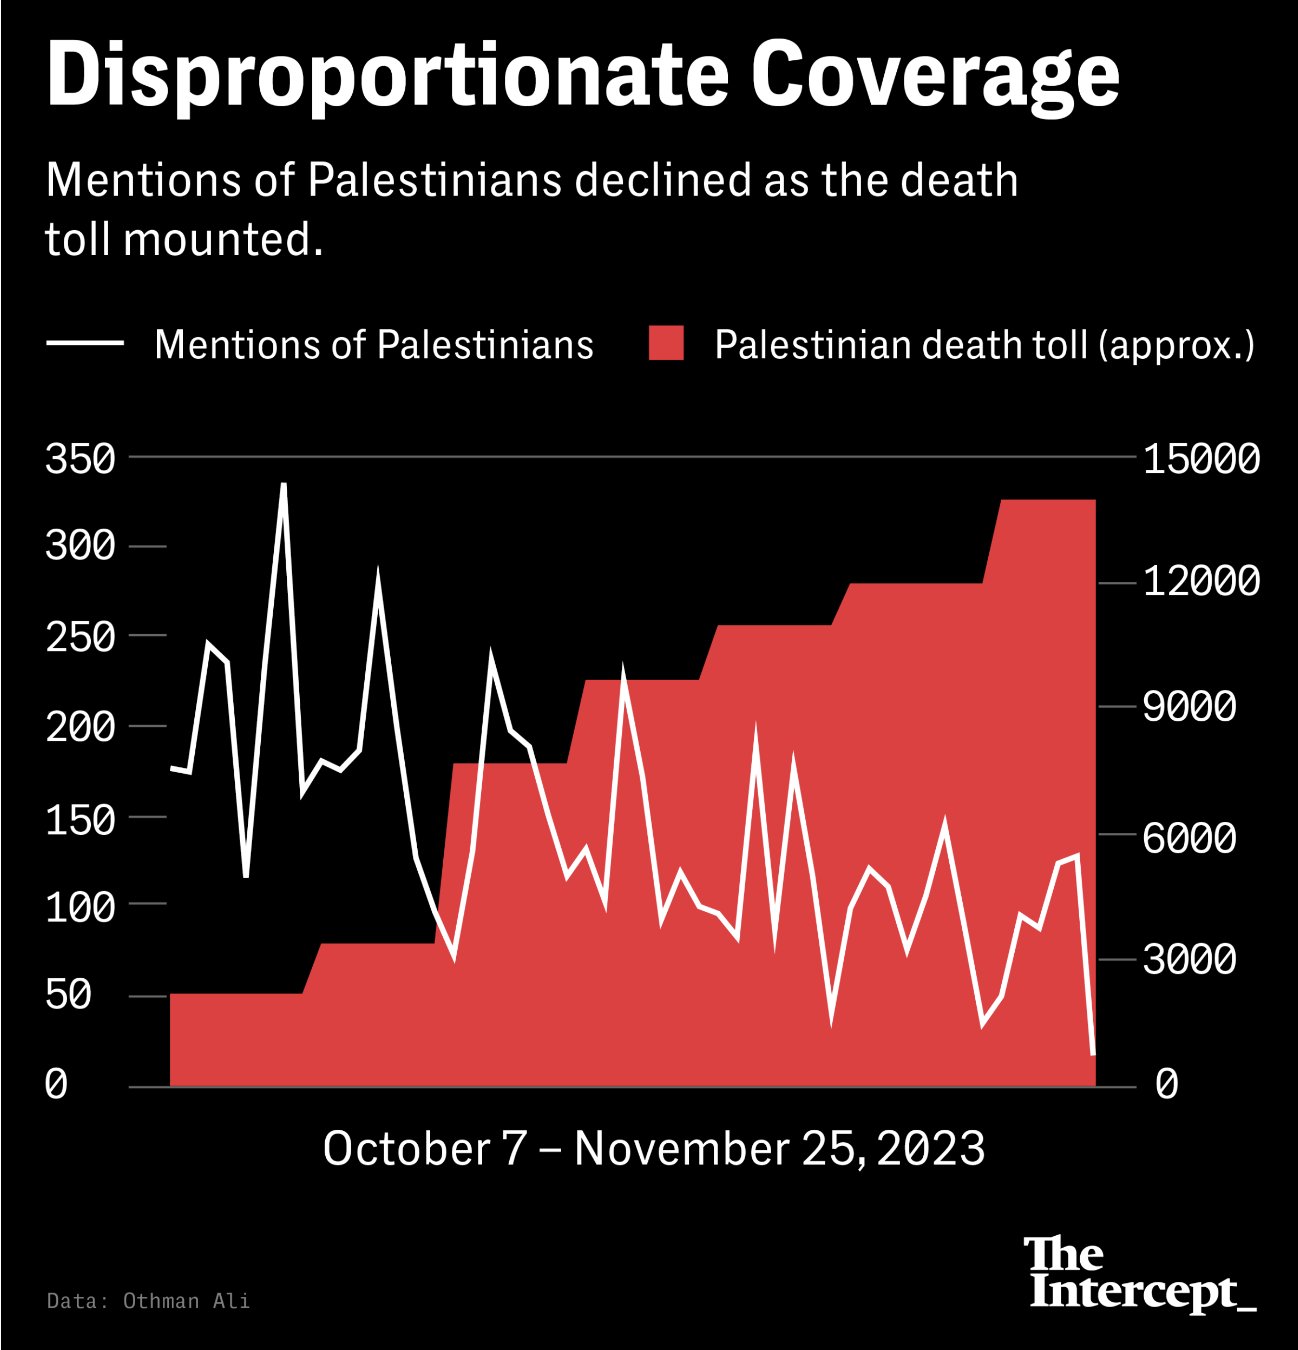 Disproportionate Coverage
Mentions of Palestinians declined as the death
toll mounted.
Mentions of Palestinians
Palestinian death toll (approx.)
350
300
250
200
150
100
50
0
15000
12000
9000
6000
3000
0
October 7 – November 25, 2023
Data: Othman Ali
The
Intercept_